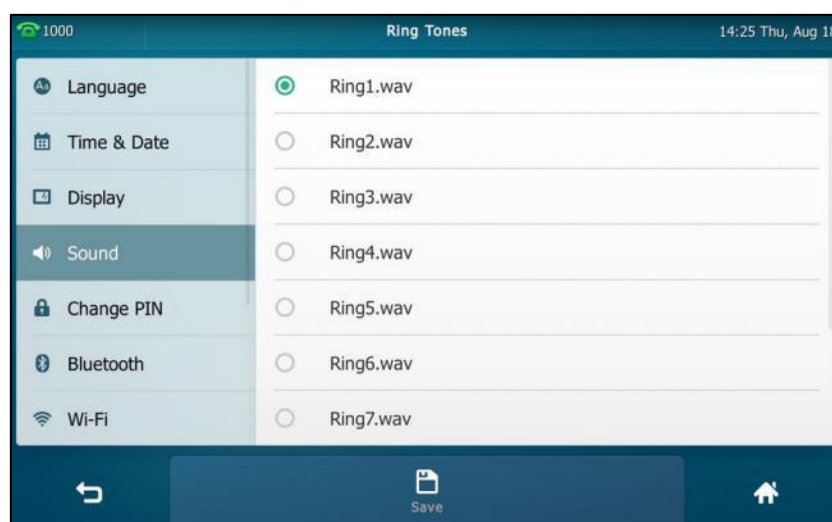 1000 Ring Tones 14:25 Thu, Aug 18
Language
Time & Date
Display
Sound
Change PIN
Bluetooth
Wi-Fi
Ring1.wav
Ring2.wav
Ring3.wav
Ring4.wav
Ring5.wav
Ring6.wav
Ring7.wav
Save